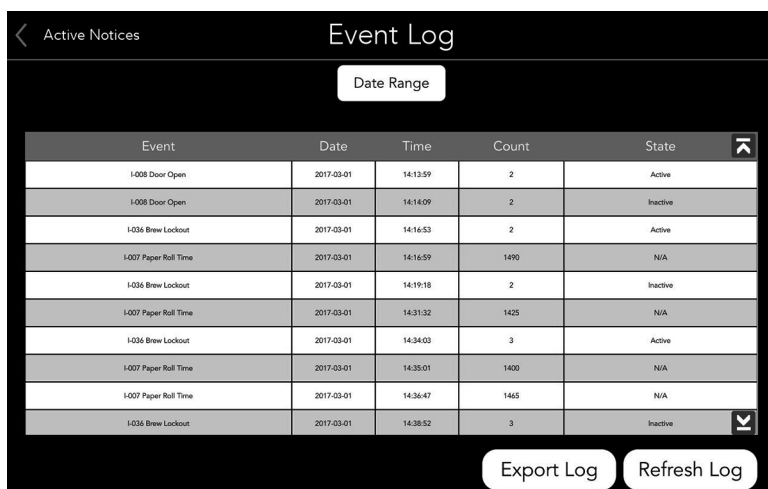 Active Notices
Event Log
Date Range
Event Date Time Count State
I-008 Door Open 2017-03-01 14:13:59 2 Active
I-008 Door Open 2017-03-01 14:14:09 2 Inactive
I-036 Brew Lockout 2017-03-01 14:16:53 2 Active
I-007 Paper Roll Time 2017-03-01 14:16:59 1490 N/A
I-036 Brew Lockout 2017-03-01 14:19:18 2 Inactive
I-007 Paper Roll Time 2017-03-01 14:31:32 1425 N/A
I-036 Brew Lockout 2017-03-01 14:34:03 3 Active
I-007 Paper Roll Time 2017-03-01 14:35:01 1400 N/A
I-007 Paper Roll Time 2017-03-01 14:36:47 1465 N/A
I-036 Brew Lockout 2017-03-01 14:38:52 3 Inactive
Export Log
Refresh Log